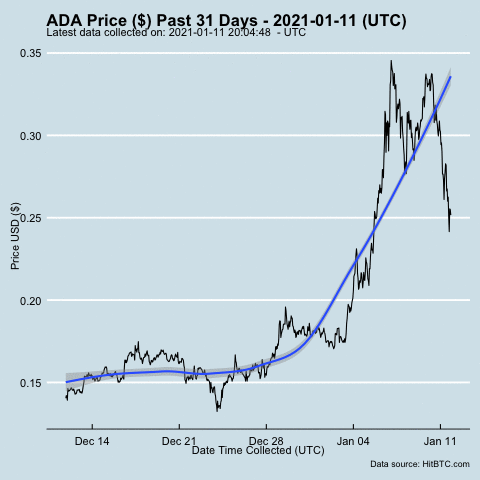 ADA Price ($) Past 31 Days - 2021-01-11 (UTC)
Latest data collected on: 2021-01-11 20:04:48 - UTC
0.35
0.30
0.25
0.20
0.15
Price USD ($)
Dec 14 Dec 21 Dec 28 Jan 04 Jan 11
Date Time Collected (UTC)
Data source: HitBTC.com